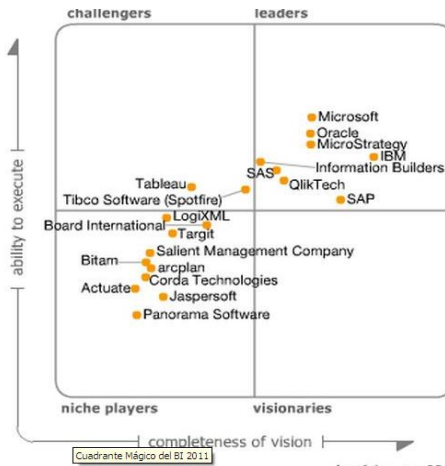 challengers
leaders
Microsoft
Oracle
MicroStrategy
IBM
Information Builders
SAS
QlikTech
SAP
Tableau
Tibco Software (Spotfire)
LogiXML
Board International
Targit
Salient Management Company
Bitam
arcplan
Corda Technologies
Actuate
Jaspersoft
Panorama Software
niche players
visionaries
ability to execute
completeness of vision
Cuadrante Mágico del BI 2011